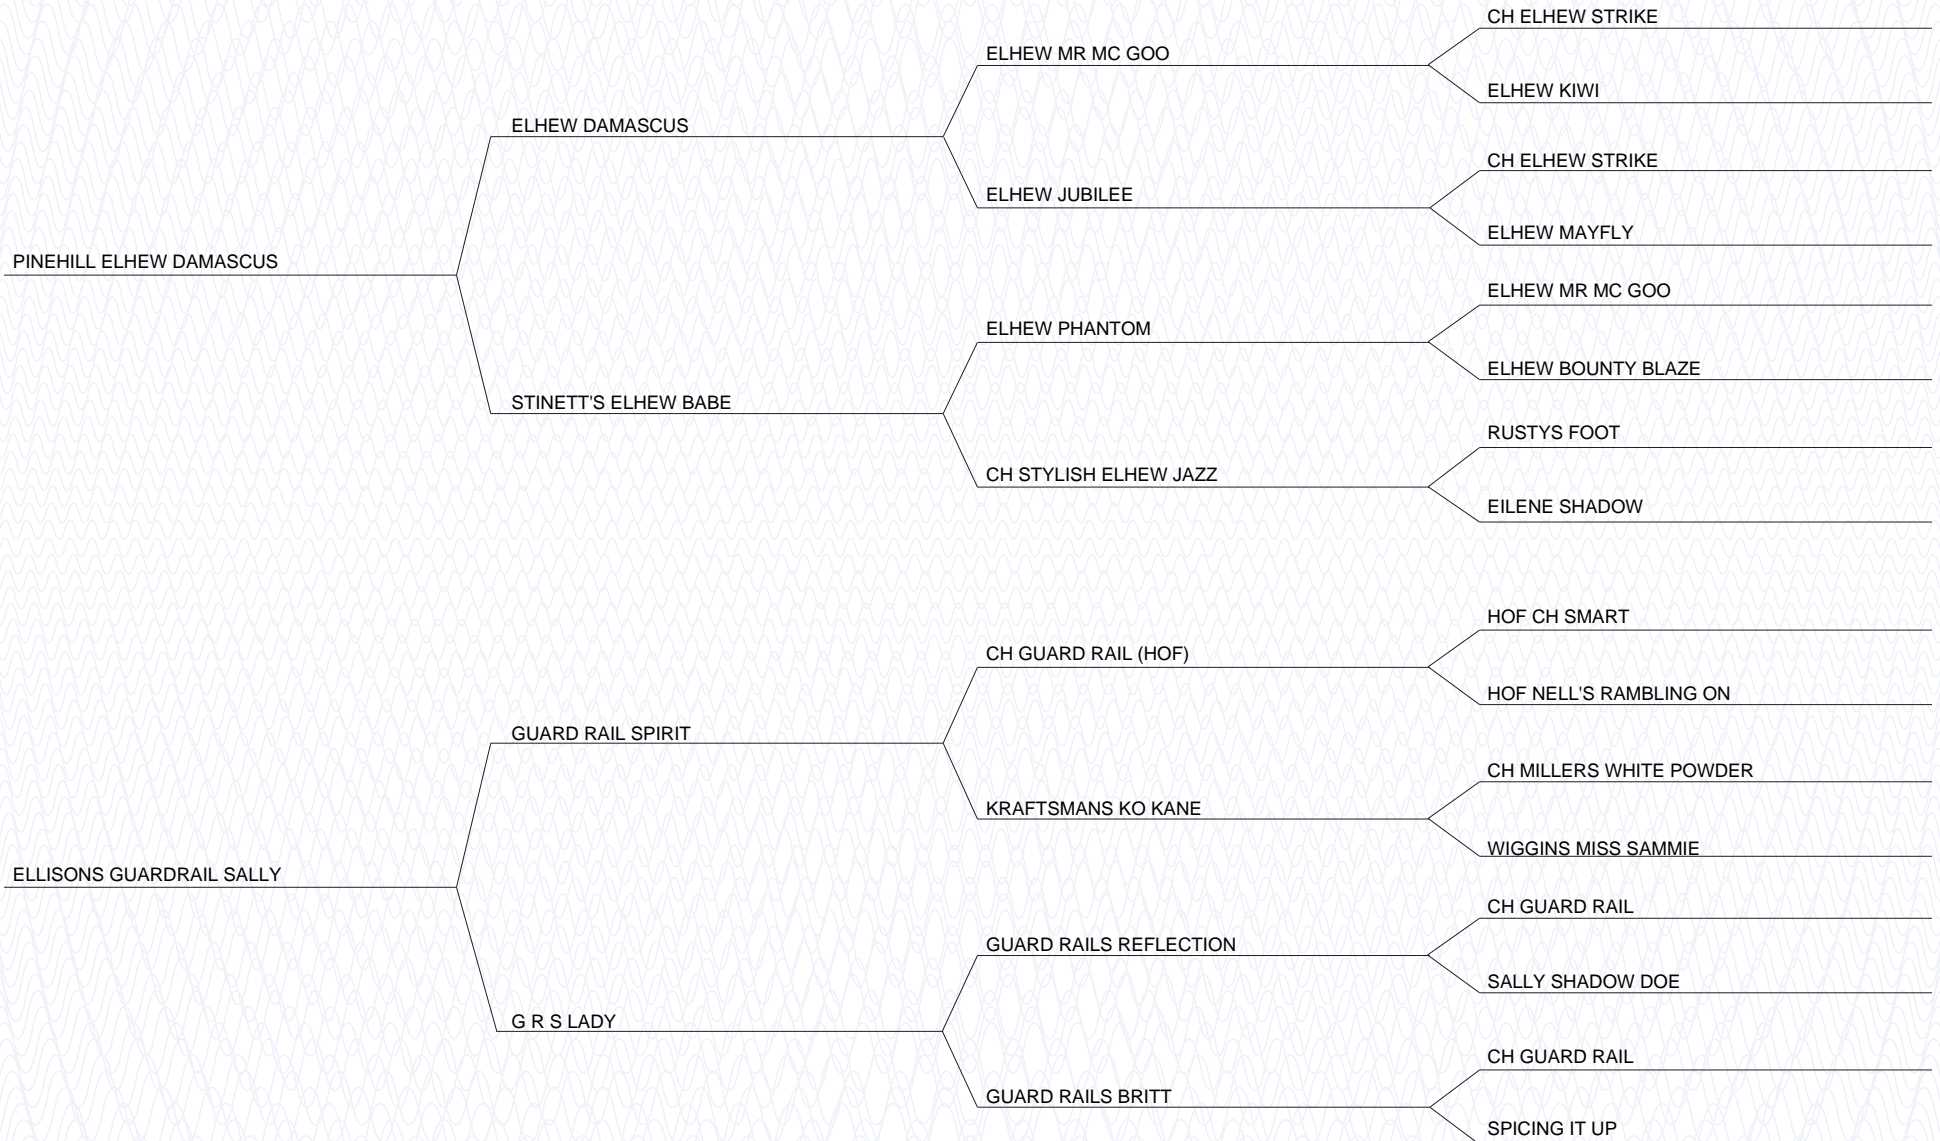 CH ELHEW STRIKE
ELHEW MR MC GOO
ELHEW KIWI
ELHEW DAMASCUS
CH ELHEW STRIKE
ELHEW JUBILEE
ELHEW MAYFLY
PINEHILL ELHEW DAMASCUS
ELHEW MR MC GOO
ELHEW PHANTOM
ELHEW BOUNTY BLAZE
STINETT'S ELHEW BABE
RUSTYS FOOT
CH STYLISH ELHEW JAZZ
EILENE SHADOW
HOF CH SMART
CH GUARD RAIL (HOF)
HOF NELL'S RAMBLING ON
GUARD RAIL SPIRIT
CH MILLERS WHITE POWDER
KRAFTSMANS KO KANE
WIGGINS MISS SAMMIE
ELLISONS GUARDRAIL SALLY
CH GUARD RAIL
GUARD RAILS REFLECTION
SALLY SHADOW DOE
G R S LADY
CH GUARD RAIL
GUARD RAILS BRITT
SPICING IT UP